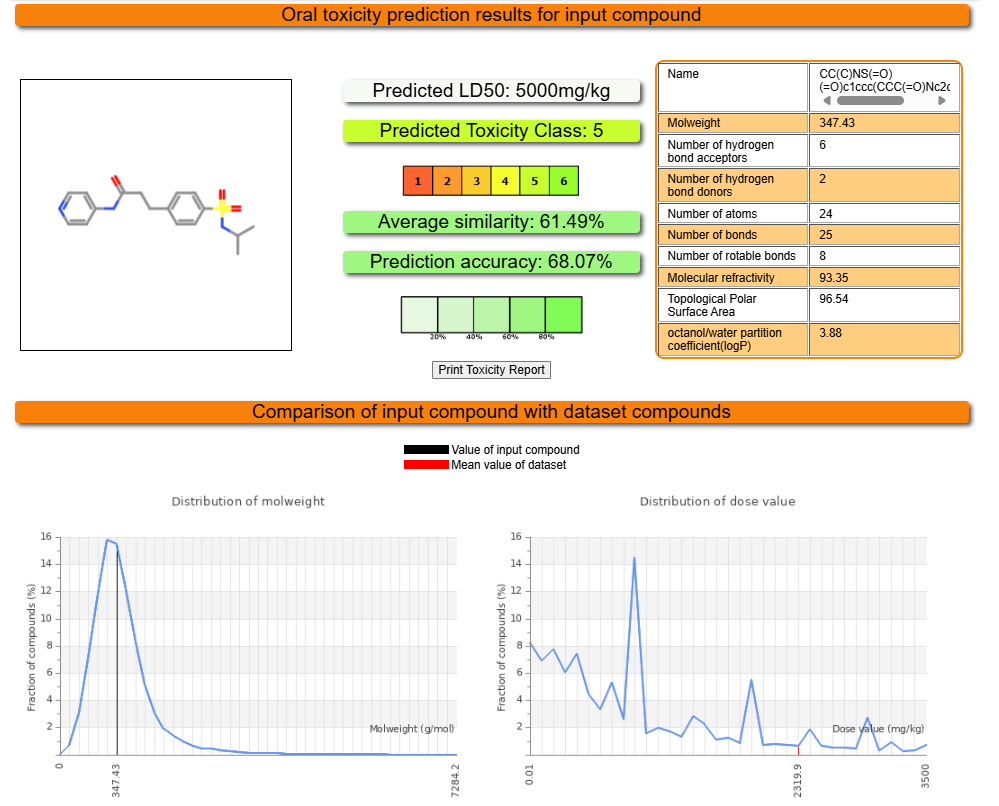 Oral toxicity prediction results for input compound
Predicted LD50: 5000mg/kg
Predicted Toxicity Class: 5
1 2 3 4 5 6
Average similarity: 61.49%
Prediction accuracy: 68.07%
20% 40% 60% 80%
Print Toxicity Report
Name CC(C)NS(=O)
(=O)c1ccc(CCC(=O)Nc2c
Molweight 347.43
Number of hydrogen 6
bond acceptors
Number of hydrogen 2
bond donors
Number of atoms 24
Number of bonds 25
Number of rotable bonds 8
Molecular refractivity 93.35
Topological Polar 96.54
Surface Area
octanol/water partition 3.88
coefficient(logP)
Comparison of input compound with dataset compounds
Value of input compound
Mean value of dataset
Distribution of molweight
Fraction of compounds (%)
16
14
12
10
8
6
4
2
Molweight (g/mol)
0 347.43 7284.2
Distribution of dose value
Fraction of compounds (%)
16
14
12
10
8
6
4
2
Dose value (mg/kg)
0.01 2319.9 3500